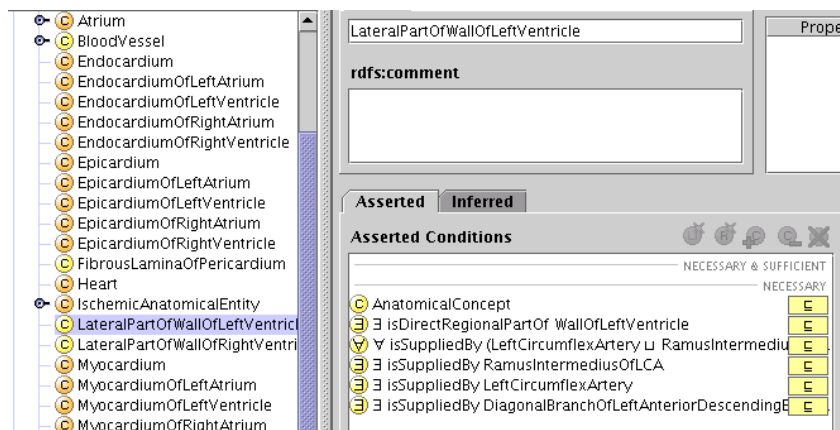 Atrium
BloodVessel
Endocardium
EndocardiumOfLeftAtrium
EndocardiumOfLeftVentricle
EndocardiumOfRightAtrium
EndocardiumOfRightVentricle
Epicardium
EpicardiumOfLeftAtrium
EpicardiumOfLeftVentricle
EpicardiumOfRightAtrium
EpicardiumOfRightVentricle
FibrousLaminaOfPericardium
Heart
IschemicAnatomicalEntity
LateralPartOfWallOfLeftVentricl
LateralPartOfWallOfRightVentri
Myocardium
MyocardiumOfLeftAtrium
MyocardiumOfLeftVentricle
MyocardiumOfRightAtrium
LateralPartOfWallOfLeftVentricle
rdfs:comment
Prope
Asserted Inferred
Asserted Conditions
NECESSARY & SUFFICIENT
NECESSARY
AnatomicalConcept
∃ isDirectRegionalPartOf WallOfLeftVentricle
∀ isSuppliedBy (LeftCircumflexArtery ⊔ RamusIntermediu
∃ isSuppliedBy RamusIntermediusOfLCA
∃ isSuppliedBy LeftCircumflexArtery
∃ isSuppliedBy DiagonalBranchOfLeftAnteriorDescending